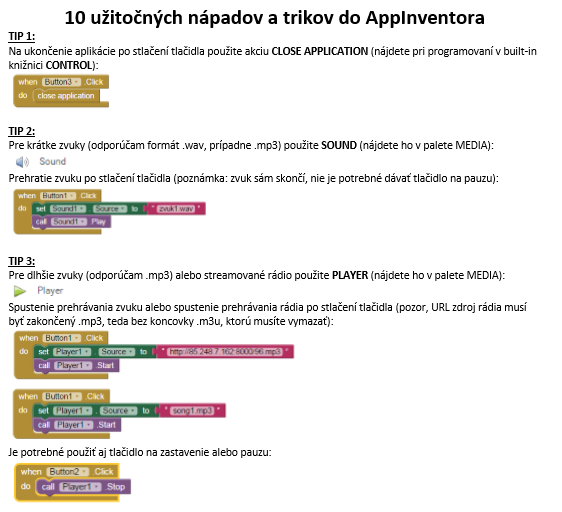 10 užitočných nápadov a trikov do AppInventora
TIP 1:
Na ukončenie aplikácie po stlačení tlačidla použite akciu CLOSE APPLICATION (nájdete pri programovaní v built-in
knižnici CONTROL):
when Button3 .Click
do close application
TIP 2:
Pre krátke zvuky (odporúčam formát .wav, prípadne .mp3) použite SOUND (nájdete ho v palete MEDIA):
Sound
Prehratie zvuku po stlačení tlačidla (poznámka: zvuk sám skončí, nie je potrebné dávať tlačidlo na pauzu):
when Button1 .Click
do set Sound1 . Source to " zvuk1.wav "
call Sound1 .Play
TIP 3:
Pre dlhšie zvuky (odporúčam .mp3) alebo streamované rádio použite PLAYER (nájdete ho v palete MEDIA):
Player
Spustenie prehrávania zvuku alebo spustenie prehrávania rádia po stlačení tlačidla (pozor, URL zdroj rádia musí
byť zakončený .mp3, teda bez koncovky .m3u, ktorú musíte vymazať):
when Button1 .Click
do set Player1 . Source to " http://85.248.7.162:8000/96.mp3 "
call Player1 .Start
when Button1 .Click
do set Player1 . Source to " song1.mp3 "
call Player1 .Start
Je potrebné použiť aj tlačidlo na zastavenie alebo pauzu:
when Button2 .Click
do call Player1 .Stop